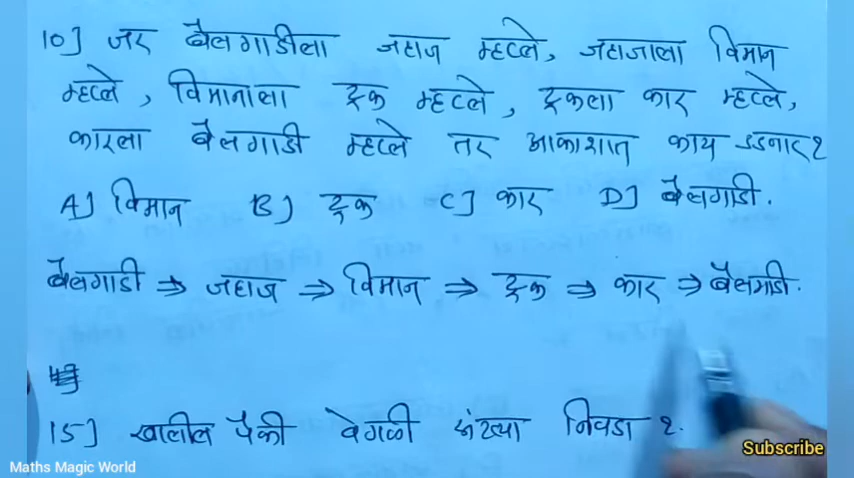 10] जर बैलगाडीला जहाज म्हटले, जहाजाला विमान
म्हटले, विमानाला ट्रक म्हटले, ट्रकला कार म्हटले,
कारला बैलगाडी म्हटले तर आकाशात काय उडनार ?
A] विमान B] ट्रक C] कार D] बैलगाडी.
बैलगाडी ⇒ जहाज ⇒ विमान ⇒ ट्रक ⇒ कार ⇒ बैलगाडी.
15] खालील पैकी वेगळी संख्या निवडा ?.
Subscribe
Maths Magic World